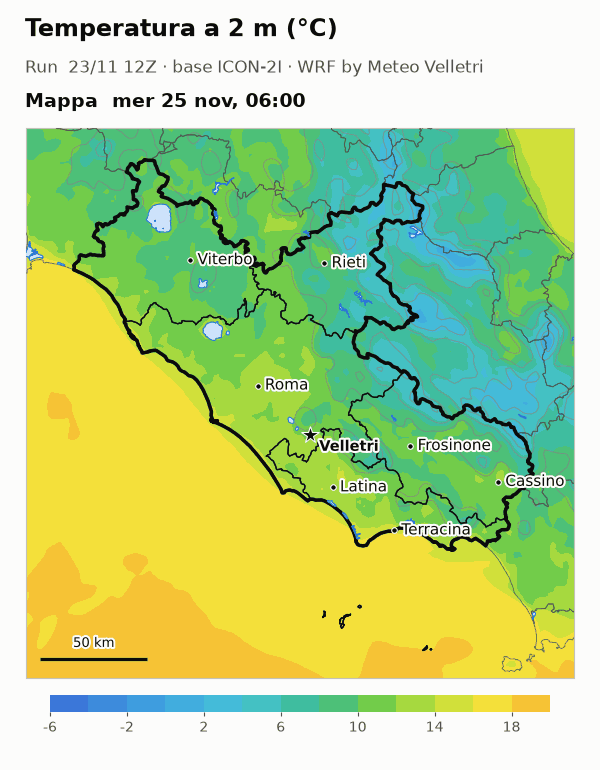 Temperatura a 2 m (°C)
Run  23/11 12Z · base ICON-2I · WRF by Meteo Velletri
Mappa  mer 25 nov, 06:00
Viterbo
Rieti
Roma
Velletri
Frosinone
Cassino
Latina
Terracina
50 km
-6 -2 2 6 10 14 18